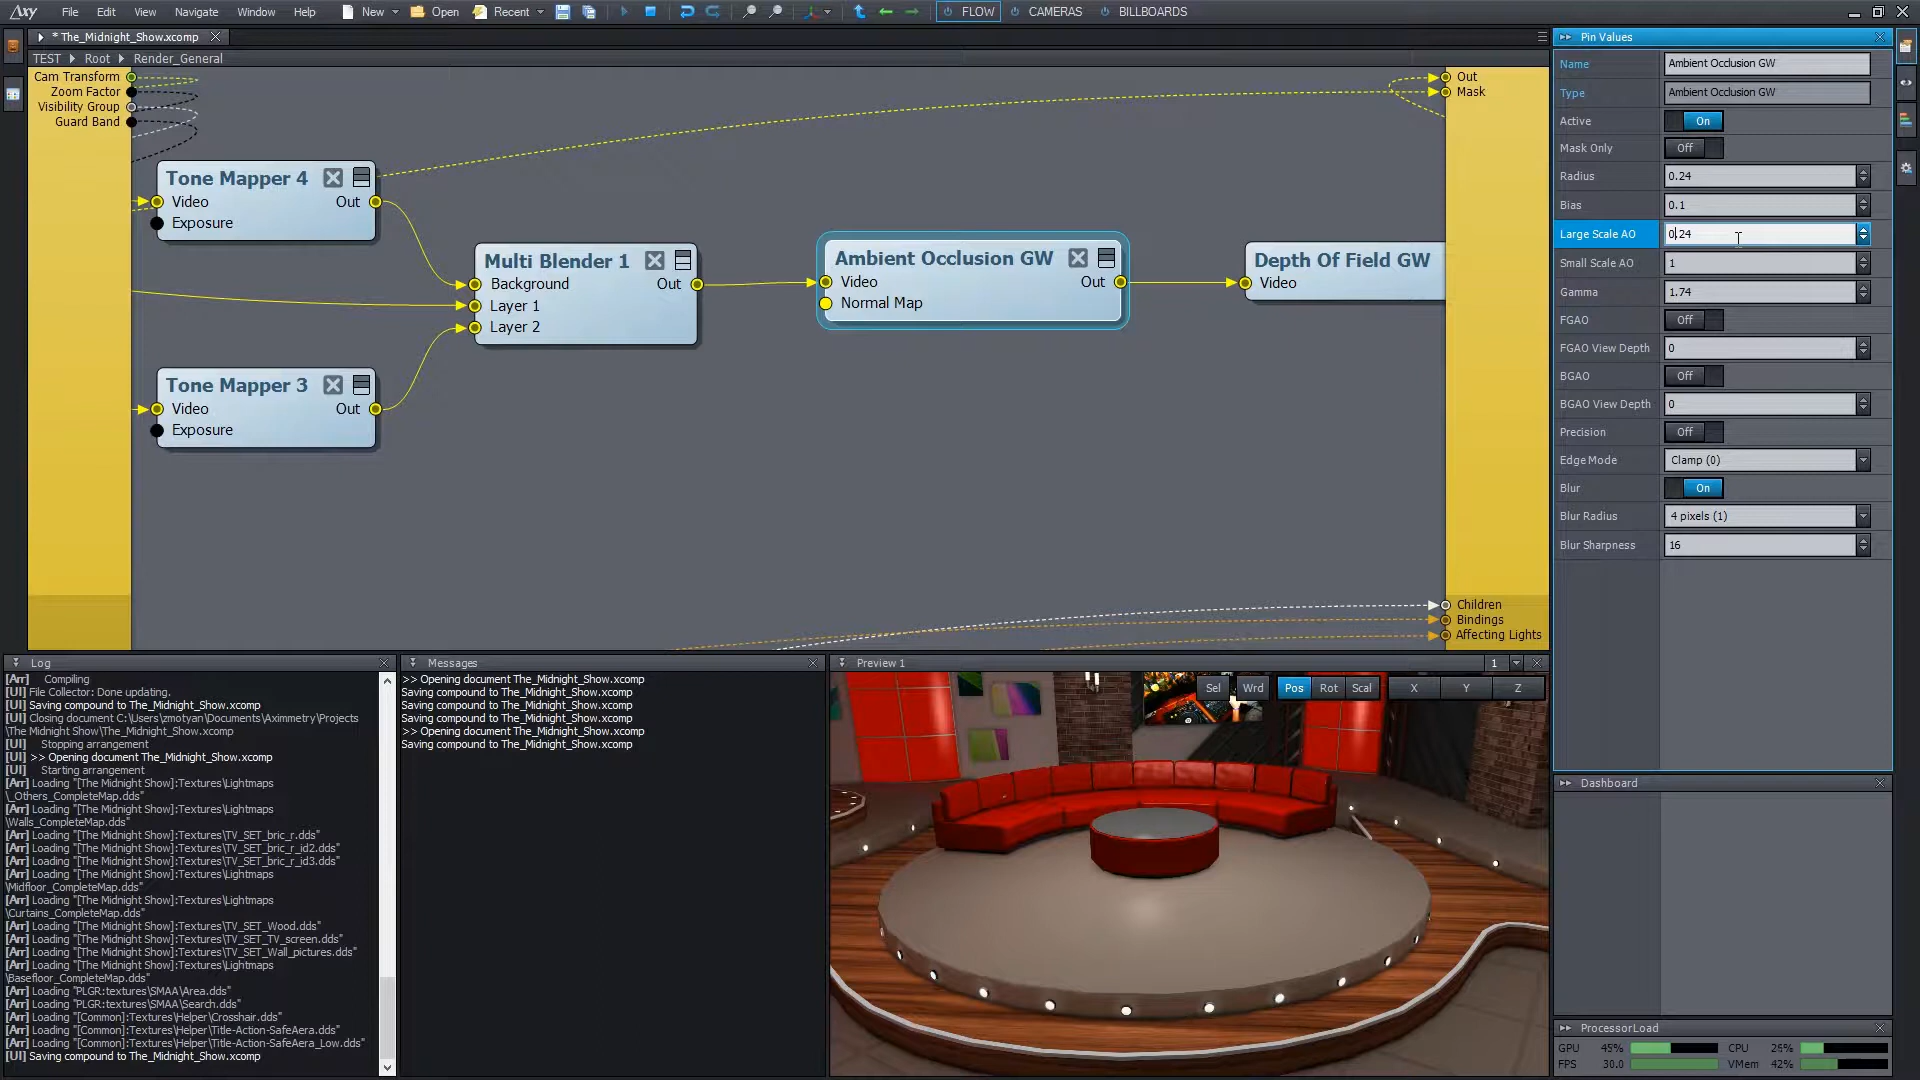 Axy
File
Edit
View
Navigate
Window
Help
New
Open
Recent
FLOW
CAMERAS
BILLBOARDS
* The_Midnight_Show.xcomp
TEST
Root
Render_General
Cam Transform
Zoom Factor
Visibility Group
Guard Band
Out
Mask
Tone Mapper 4
Video
Out
Exposure
Multi Blender 1
Background
Out
Layer 1
Layer 2
Ambient Occlusion GW
Video
Out
Normal Map
Depth Of Field GW
Video
Tone Mapper 3
Video
Out
Exposure
Children
Bindings
Affecting Lights
Pin Values
Name
Ambient Occlusion GW
Type
Ambient Occlusion GW
Active
On
Mask Only
Off
Radius
0.24
Bias
0.1
Large Scale AO
0.24
Small Scale AO
1
Gamma
1.74
FGAO
Off
FGAO View Depth
0
BGAO
Off
BGAO View Depth
0
Precision
Off
Edge Mode
Clamp (0)
Blur
On
Blur Radius
4 pixels (1)
Blur Sharpness
16
Log
[Arr] Compiling
[UI] File Collector: Done updating.
[UI] Saving compound to The_Midnight_Show.xcomp
[UI] Closing document C:\Users\zmotyan\Documents\Aximmetry\Projects
\The Midnight Show\The_Midnight_Show.xcomp
[UI] Stopping arrangement
[UI] >> Opening document The_Midnight_Show.xcomp
[UI] Starting arrangement
[Arr] Loading "[The Midnight Show]:Textures\Lightmaps
\_Others_CompleteMap.dds"
[Arr] Loading "[The Midnight Show]:Textures\Lightmaps
\Walls_CompleteMap.dds"
[Arr] Loading "[The Midnight Show]:Textures\TV_SET_bric_r.dds"
[Arr] Loading "[The Midnight Show]:Textures\TV_SET_bric_r_id2.dds"
[Arr] Loading "[The Midnight Show]:Textures\TV_SET_bric_r_id3.dds"
[Arr] Loading "[The Midnight Show]:Textures\Lightmaps
\Midfloor_CompleteMap.dds"
[Arr] Loading "[The Midnight Show]:Textures\Lightmaps
\Curtains_CompleteMap.dds"
[Arr] Loading "[The Midnight Show]:Textures\TV_SET_Wood.dds"
[Arr] Loading "[The Midnight Show]:Textures\TV_SET_TV_screen.dds"
[Arr] Loading "[The Midnight Show]:Textures\TV_SET_Wall_pictures.dds"
[Arr] Loading "[The Midnight Show]:Textures\Lightmaps
\Basefloor_CompleteMap.dds"
[Arr] Loading "PLGR:textures\SMAA\Area.dds"
[Arr] Loading "PLGR:textures\SMAA\Search.dds"
[Arr] Loading "[Common]:Textures\Helper\Crosshair.dds"
[Arr] Loading "[Common]:Textures\Helper\Title-Action-SafeAera.dds"
[Arr] Loading "[Common]:Textures\Helper\Title-Action-SafeAera_Low.dds"
[UI] Saving compound to The_Midnight_Show.xcomp
Messages
>> Opening document The_Midnight_Show.xcomp
Saving compound to The_Midnight_Show.xcomp
Saving compound to The_Midnight_Show.xcomp
Saving compound to The_Midnight_Show.xcomp
>> Opening document The_Midnight_Show.xcomp
Saving compound to The_Midnight_Show.xcomp
Preview 1
1
Sel
Wrd
Pos
Rot
Scal
X
Y
Z
Dashboard
ProcessorLoad
GPU 45%
CPU 26%
FPS 30.0
VMem 42%